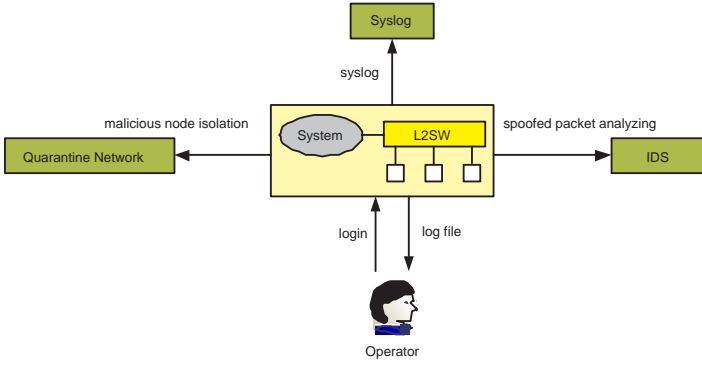 Syslog
syslog
malicious node isolation
System
L2SW
spoofed packet analyzing
Quarantine Network
IDS
login
log file
Operator